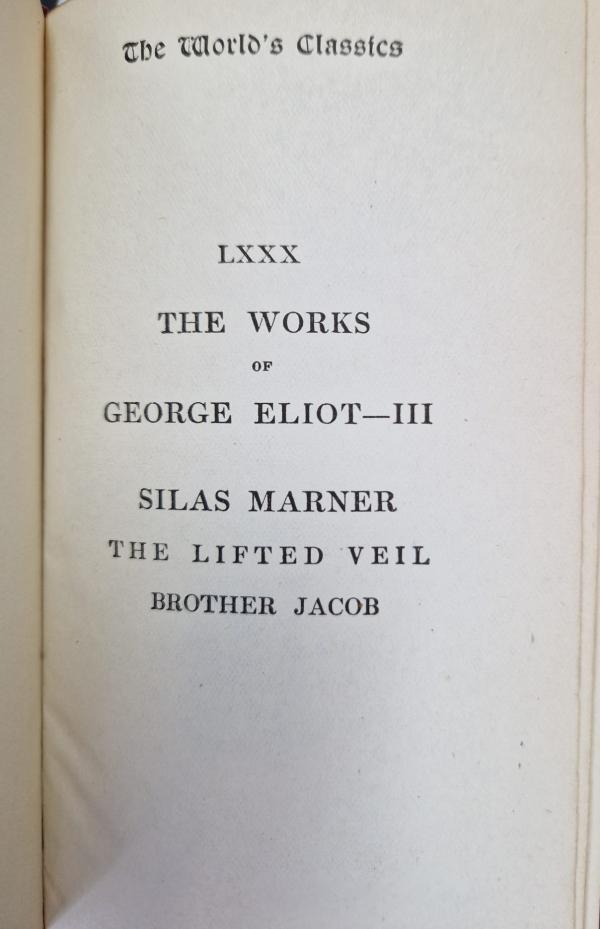 The World's Classics
LXXX
THE WORKS
OF
GEORGE ELIOT—III
SILAS MARNER
THE LIFTED VEIL
BROTHER JACOB